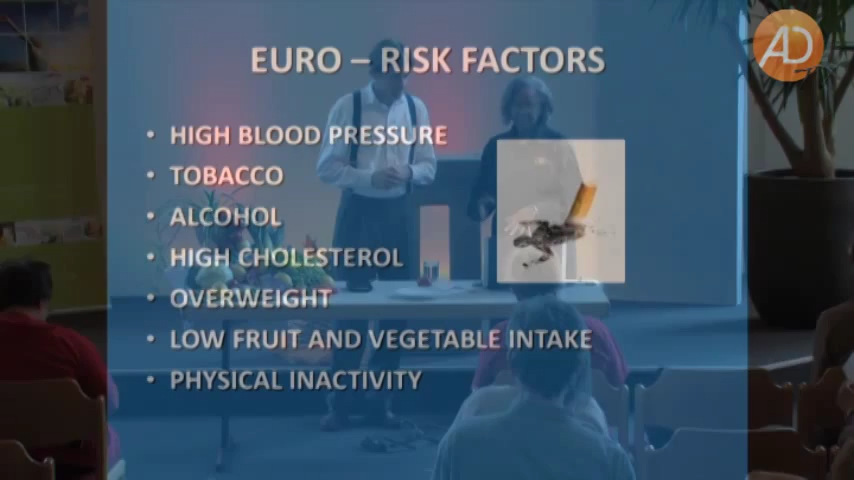 AD
EURO – RISK FACTORS
• HIGH BLOOD PRESSURE
• TOBACCO
• ALCOHOL
• HIGH CHOLESTEROL
• OVERWEIGHT
• LOW FRUIT AND VEGETABLE INTAKE
• PHYSICAL INACTIVITY